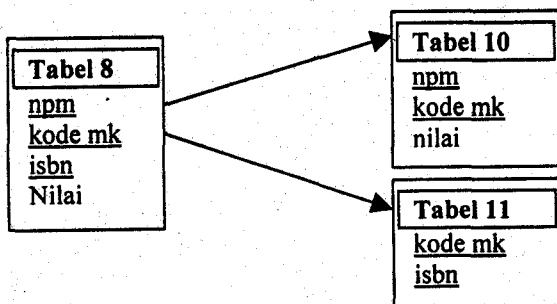 Tabel 8
npm
kode mk
isbn
Nilai
Tabel 10
npm
kode mk
nilai
Tabel 11
kode mk
isbn